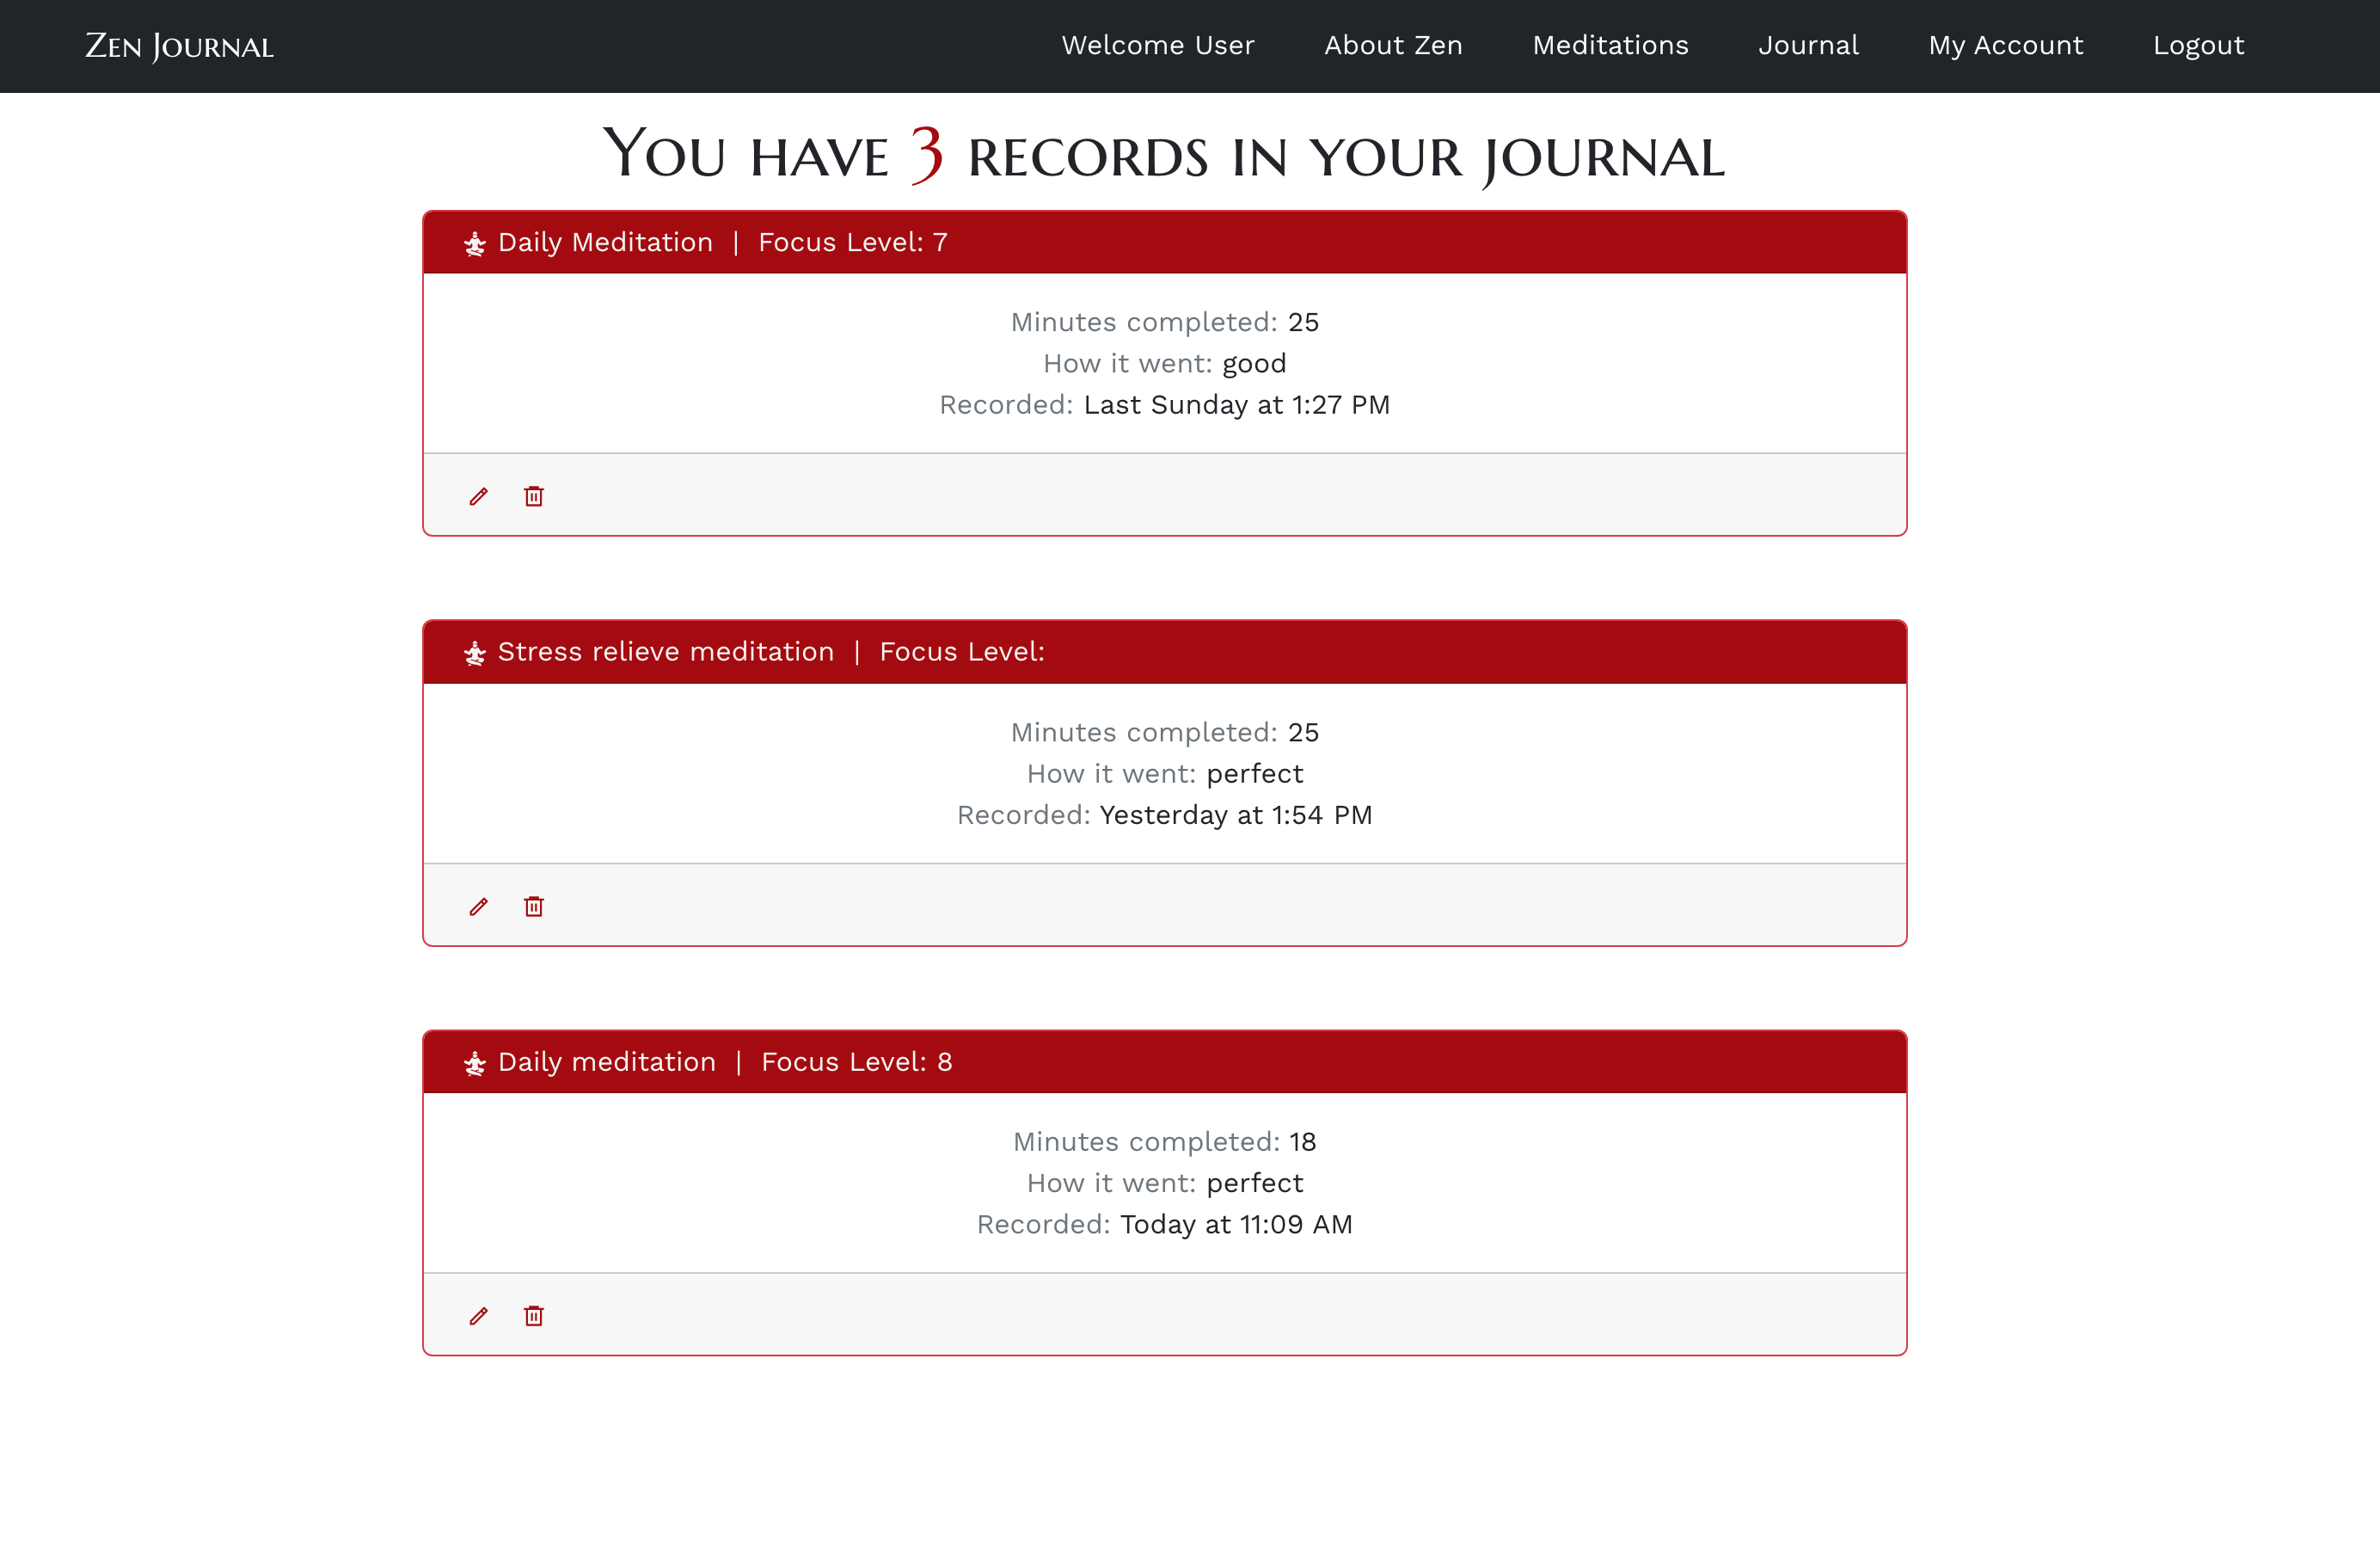 Zen Journal Welcome User About Zen Meditations Journal My Account Logout
You have 3 records in your journal
Daily Meditation | Focus Level: 7
Minutes completed: 25
How it went: good
Recorded: Last Sunday at 1:27 PM
Stress relieve meditation | Focus Level:
Minutes completed: 25
How it went: perfect
Recorded: Yesterday at 1:54 PM
Daily meditation | Focus Level: 8
Minutes completed: 18
How it went: perfect
Recorded: Today at 11:09 AM